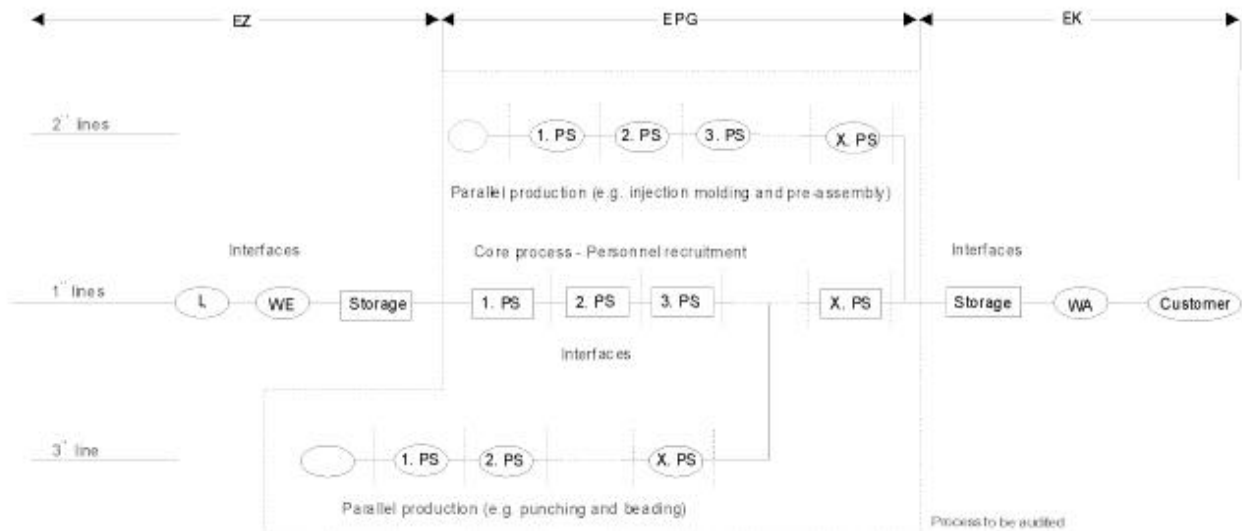 EZ EPG EK
2`` lines
1. PS 2. PS 3. PS X. PS
Parallel production (e.g. injection molding and pre-assembly)
Interfaces Core process - Personnel recruitment Interfaces
1`` lines
L WE Storage 1. PS 2. PS 3. PS X. PS Storage WA Customer
Interfaces
3`` line
1. PS 2. PS X. PS
Parallel production (e.g. punching and beading)
Process to be audited